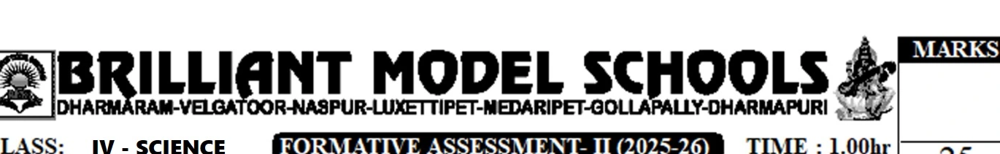 BRILLIANT MODEL SCHOOLS
MARKS
DHARMARAM-VELGATOOR-NASPUR-LUXETTIPET-MEDARIPET-GOLLAPALLY-DHARMAPURI
LASS: IV - SCIENCE FORMATIVE ASSESSMENT- II (2025-26) TIME : 1.00hr
25